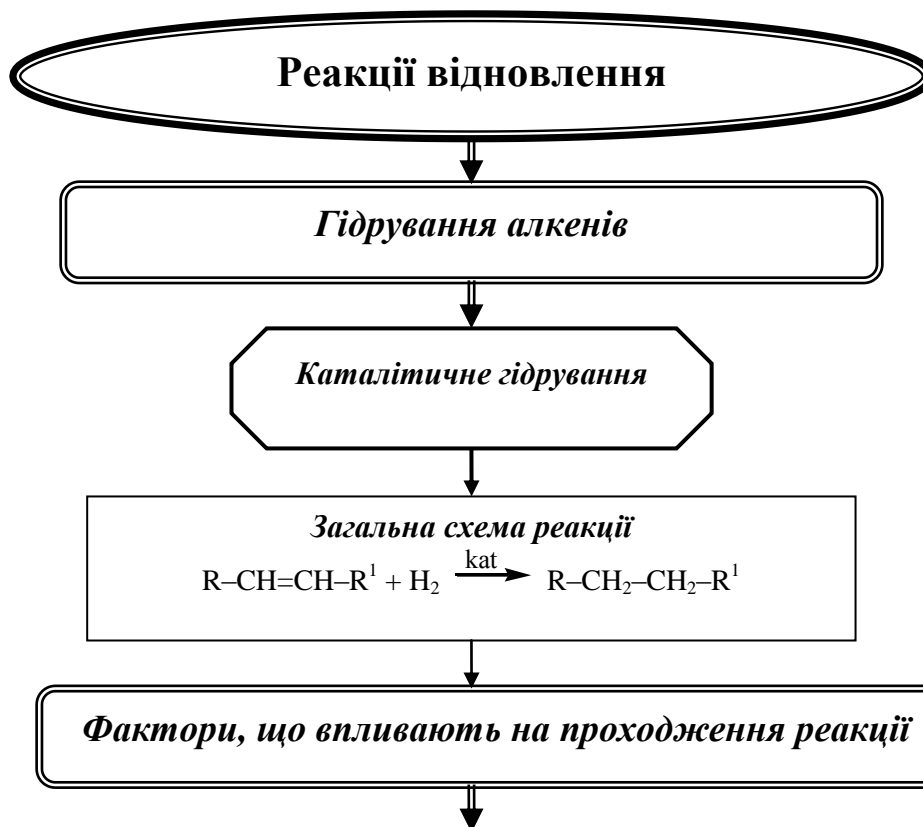 Реакції відновлення
Гідрування алкенів
Каталітичне гідрування
Загальна схема реакції
kat
R–CH=CH–R¹ + H₂ → R–CH₂–CH₂–R¹
Фактори, що впливають на проходження реакції